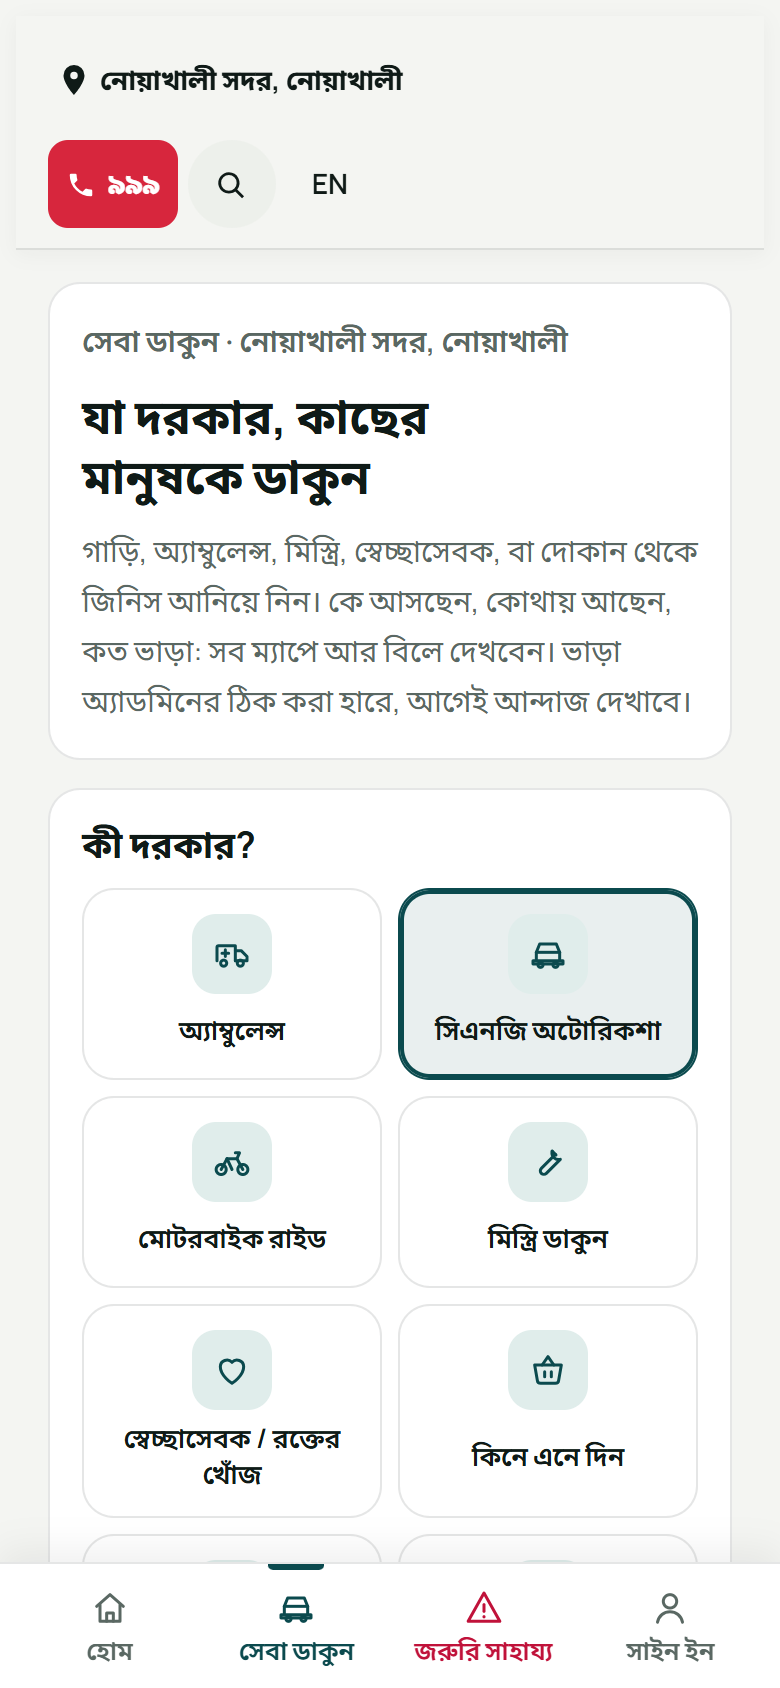 নোয়াখালী সদর, নোয়াখালী
৯৯৯
EN
সেবা ডাকুন · নোয়াখালী সদর, নোয়াখালী
যা দরকার, কাছের
মানুষকে ডাকুন
গাড়ি, অ্যাম্বুলেন্স, মিস্ত্রি, স্বেচ্ছাসেবক, বা দোকান থেকে
জিনিস আনিয়ে নিন। কে আসছেন, কোথায় আছেন,
কত ভাড়া: সব ম্যাপে আর বিলে দেখবেন। ভাড়া
অ্যাডমিনের ঠিক করা হারে, আগেই আন্দাজ দেখাবে।
কী দরকার?
অ্যাম্বুলেন্স
সিএনজি অটোরিকশা
মোটরবাইক রাইড
মিস্ত্রি ডাকুন
স্বেচ্ছাসেবক / রক্তের
খোঁজ
কিনে এনে দিন
হোম
সেবা ডাকুন
জরুরি সাহায্য
সাইন ইন